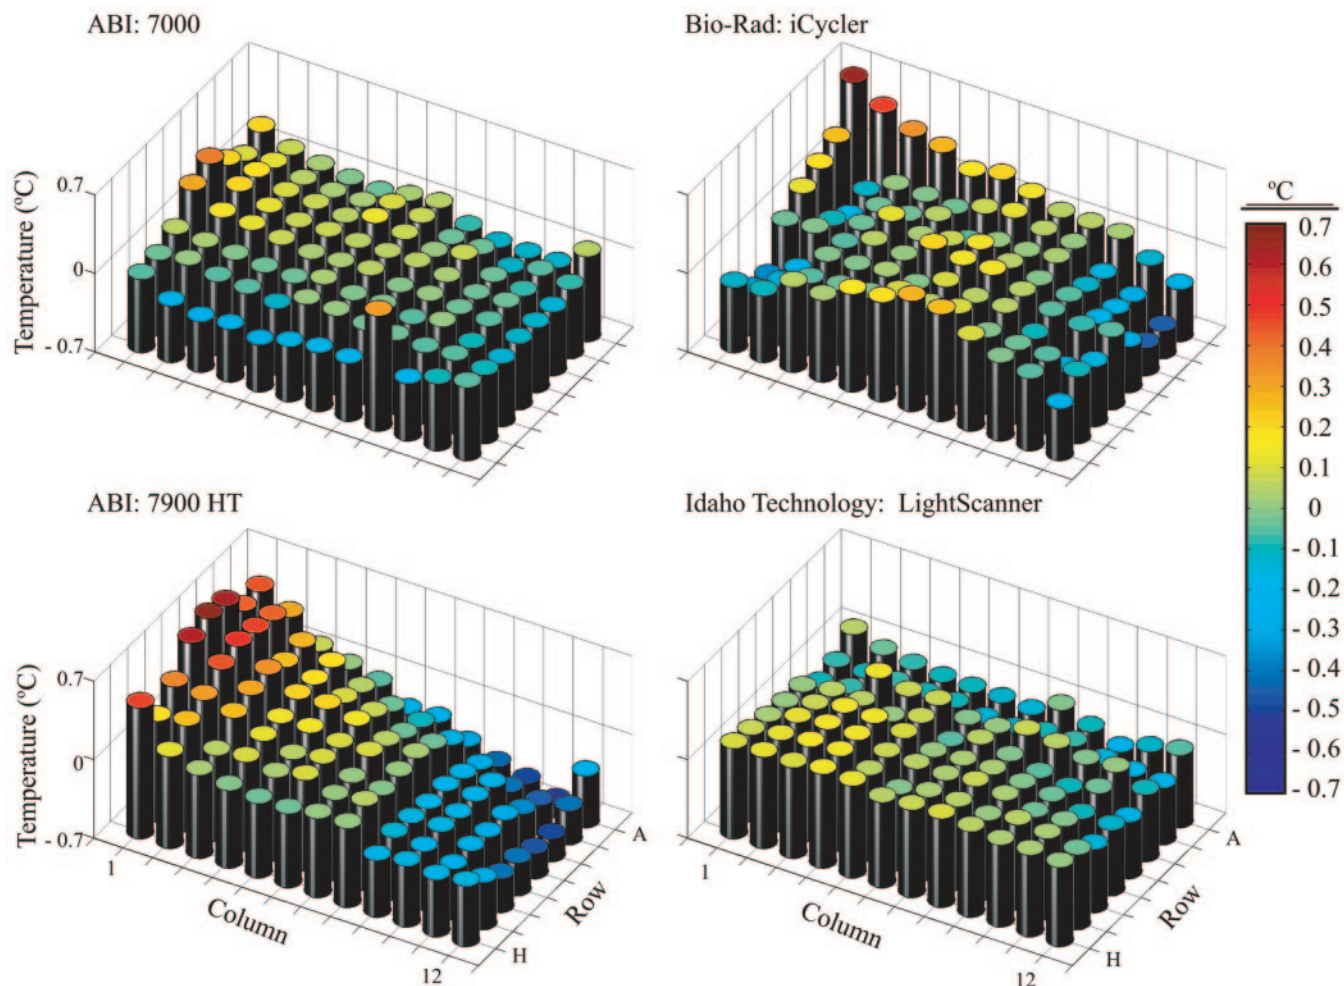 ABI: 7000
Bio-Rad: iCycler
Temperature (ºC)
0.7
0
- 0.7
ºC
0.7
0.6
0.5
0.4
0.3
0.2
0.1
0
- 0.1
- 0.2
- 0.3
- 0.4
- 0.5
- 0.6
- 0.7
ABI: 7900 HT
Idaho Technology: LightScanner
Temperature (ºC)
0.7
0
- 0.7
1
Column
12
H
Row
A
1
Column
12
H
Row
A